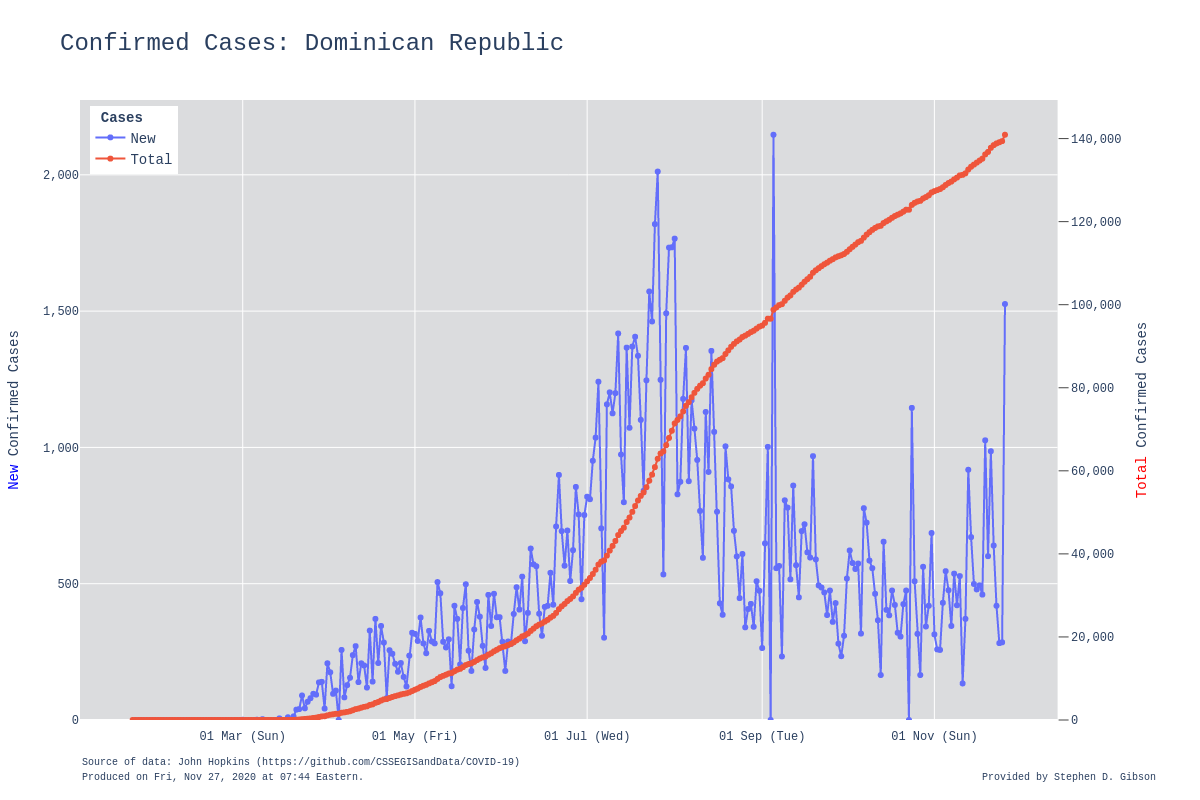 Confirmed Cases: Dominican Republic
Cases
New
Total
2,000
1,500
1,000
500
0
140,000
120,000
100,000
80,000
60,000
40,000
20,000
0
New Confirmed Cases
Total Confirmed Cases
01 Mar (Sun)
01 May (Fri)
01 Jul (Wed)
01 Sep (Tue)
01 Nov (Sun)
Source of data: John Hopkins (https://github.com/CSSEGISandData/COVID-19)
Produced on Fri, Nov 27, 2020 at 07:44 Eastern.
Provided by Stephen D. Gibson